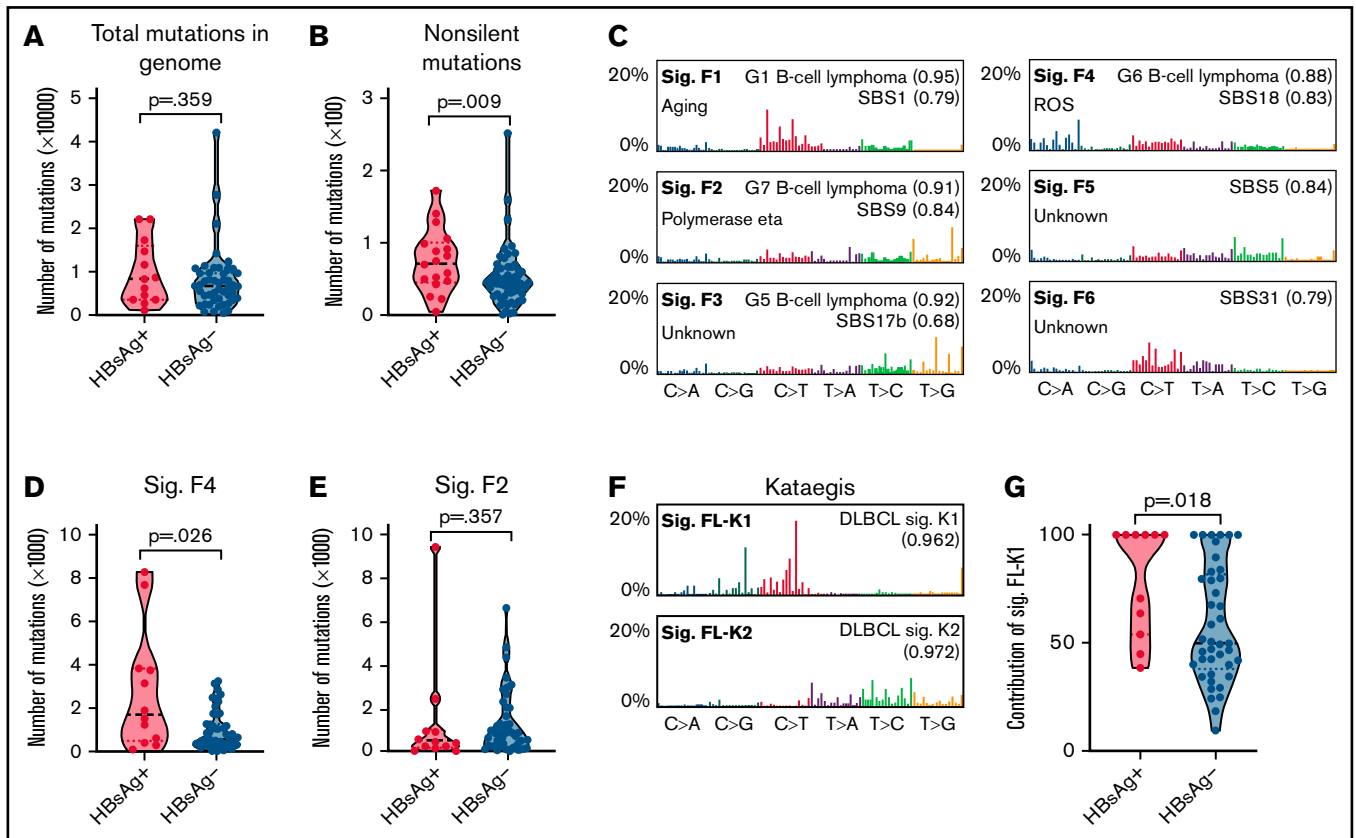 A
Total mutations in
genome
Number of mutations (×10000)
5
4
3
2
1
0
p=.359
HBsAg+
HBsAg−
B
Nonsilent
mutations
Number of mutations (×100)
3
2
1
0
p=.009
HBsAg+
HBsAg−
C
20%
0%
Sig. F1
G1 B-cell lymphoma (0.95)
SBS1 (0.79)
Aging
20%
0%
Sig. F2
G7 B-cell lymphoma (0.91)
SBS9 (0.84)
Polymerase eta
20%
0%
Sig. F3
G5 B-cell lymphoma (0.92)
SBS17b (0.68)
Unknown
C>A C>G C>T T>A T>C T>G
20%
0%
Sig. F4
G6 B-cell lymphoma (0.88)
SBS18 (0.83)
ROS
20%
0%
Sig. F5
SBS5 (0.84)
Unknown
20%
0%
Sig. F6
SBS31 (0.79)
Unknown
C>A C>G C>T T>A T>C T>G
D
Sig. F4
Number of mutations (×1000)
10
8
6
4
2
0
p=.026
HBsAg+
HBsAg−
E
Sig. F2
Number of mutations (×1000)
10
8
6
4
2
0
p=.357
HBsAg+
HBsAg−
F
Kataegis
20%
0%
Sig. FL-K1
DLBCL sig. K1
(0.962)
20%
0%
Sig. FL-K2
DLBCL sig. K2
(0.972)
C>A C>G C>T T>A T>C T>G
G
Contribution of sig. FL-K1
100
50
0
p=.018
HBsAg+
HBsAg−